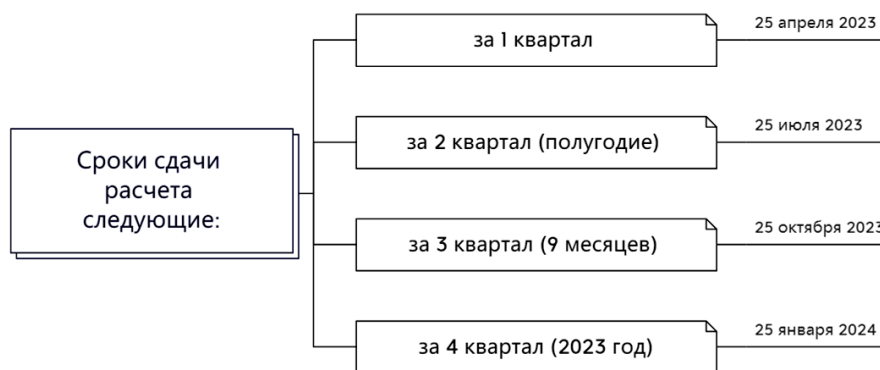 Сроки сдачи
расчета
следующие:
за 1 квартал
25 апреля 2023
за 2 квартал (полугодие)
25 июля 2023
за 3 квартал (9 месяцев)
25 октября 2023
за 4 квартал (2023 год)
25 января 2024